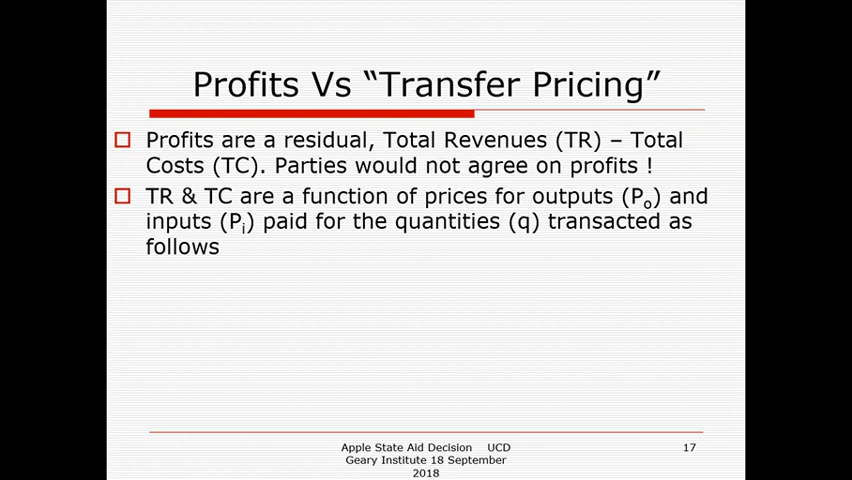 Profits Vs “Transfer Pricing”
Profits are a residual, Total Revenues (TR) – Total
Costs (TC). Parties would not agree on profits !
TR & TC are a function of prices for outputs (Po) and
inputs (Pi) paid for the quantities (q) transacted as
follows
Apple State Aid Decision UCD
Geary Institute 18 September
2018
17